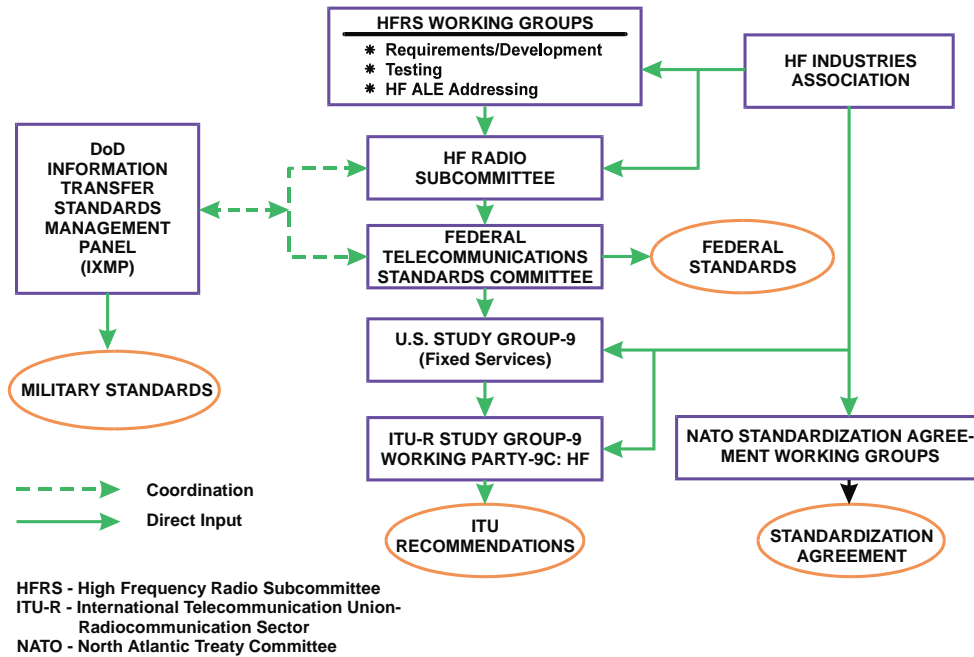 HFRS WORKING GROUPS
* Requirements/Development
* Testing
* HF ALE Addressing
HF INDUSTRIES
ASSOCIATION
DoD
INFORMATION
TRANSFER
STANDARDS
MANAGEMENT
PANEL
(IXMP)
HF RADIO
SUBCOMMITTEE
FEDERAL
TELECOMMUNICATIONS
STANDARDS COMMITTEE
FEDERAL
STANDARDS
U.S. STUDY GROUP-9
(Fixed Services)
MILITARY STANDARDS
ITU-R STUDY GROUP-9
WORKING PARTY-9C: HF
NATO STANDARDIZATION AGREE-
MENT WORKING GROUPS
Coordination
Direct Input
ITU
RECOMMENDATIONS
STANDARDIZATION
AGREEMENT
HFRS - High Frequency Radio Subcommittee
ITU-R - International Telecommunication Union-
Radiocommunication Sector
NATO - North Atlantic Treaty Committee